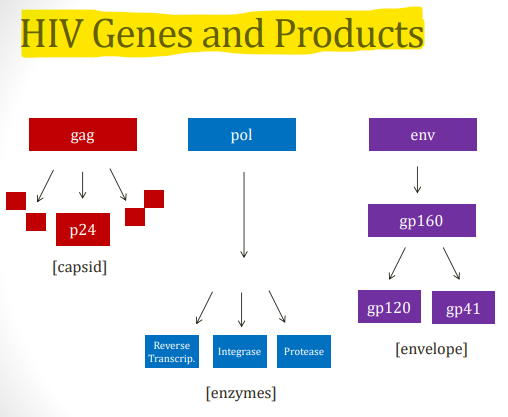 HIV Genes and Products
gag
pol
env
gp160
p24
[capsid]
gp120
gp41
Reverse
Transcrip.
Integrase
Protease
[envelope]
[enzymes]